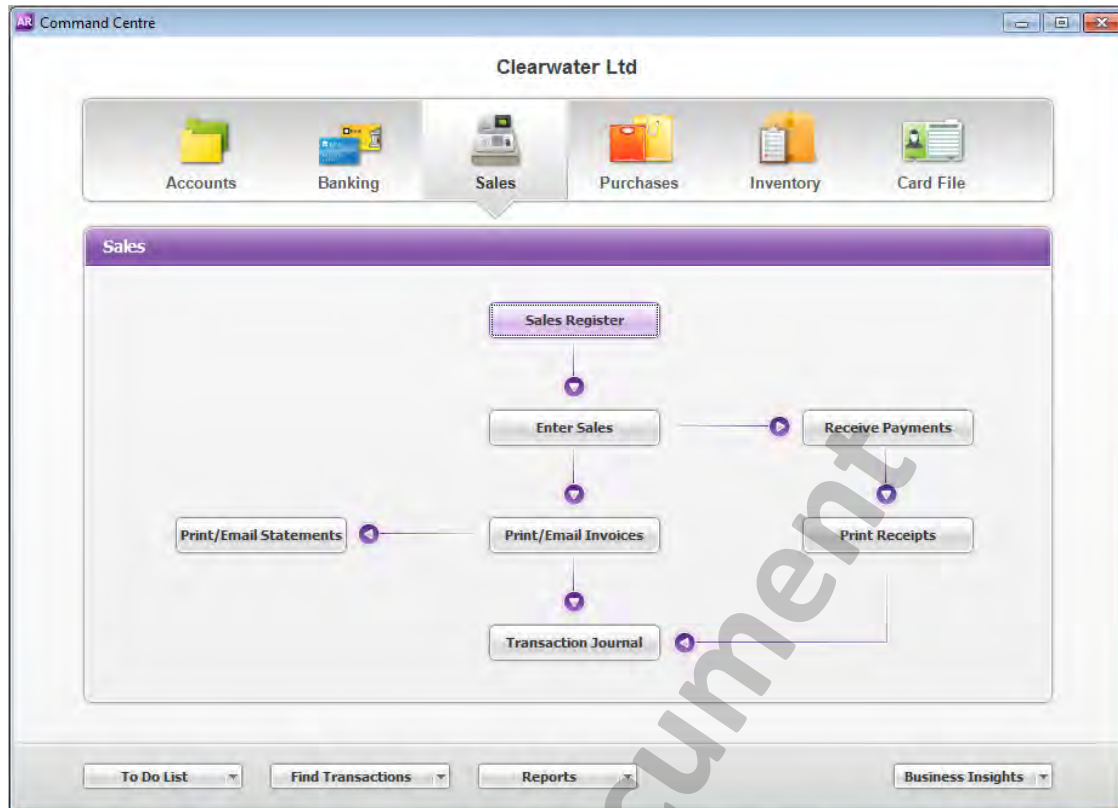 AR Command Centre
Clearwater Ltd
Accounts Banking Sales Purchases Inventory Card File
Sales
Sales Register
Enter Sales Receive Payments
Print/Email Statements Print/Email Invoices Print Receipts
Transaction Journal
To Do List Find Transactions Reports Business Insights
cument